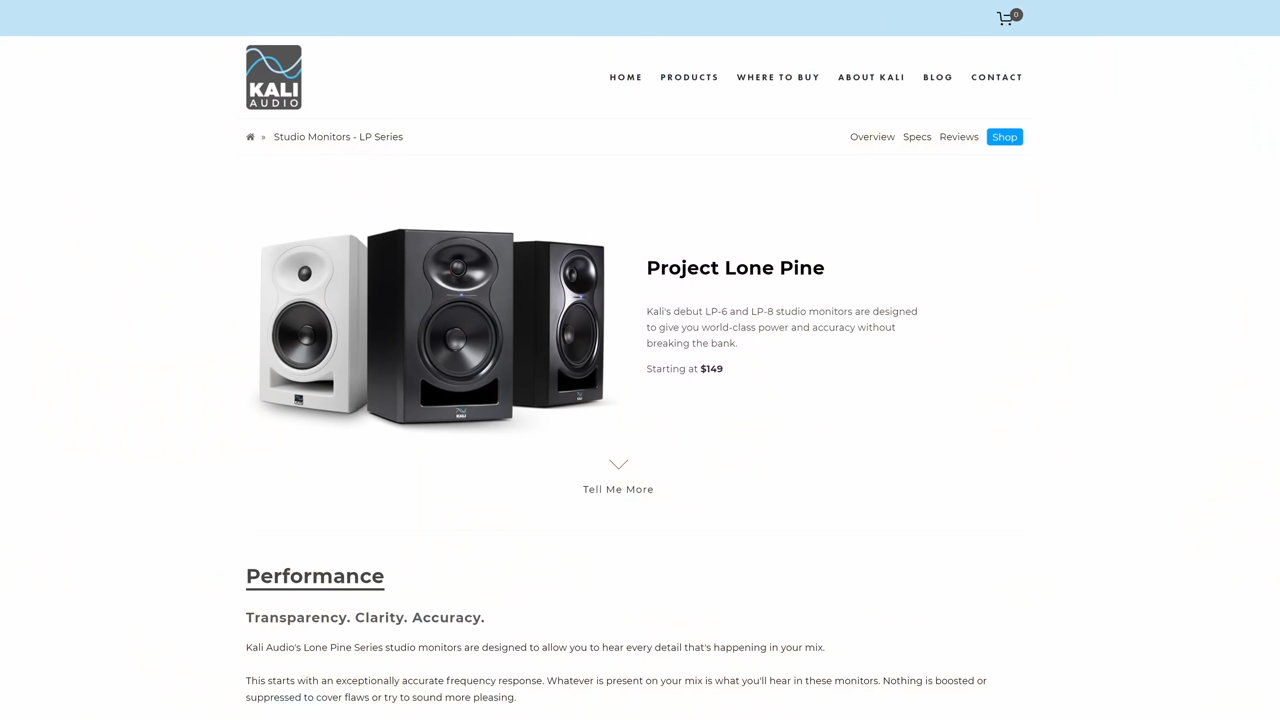 0
KALI
AUDIO
HOME PRODUCTS WHERE TO BUY ABOUT KALI BLOG CONTACT
» Studio Monitors - LP Series
Overview Specs Reviews Shop
Project Lone Pine
Kali's debut LP-6 and LP-8 studio monitors are designed
to give you world-class power and accuracy without
breaking the bank.
Starting at $149
KALI
Tell Me More
Performance
Transparency. Clarity. Accuracy.
Kali Audio's Lone Pine Series studio monitors are designed to allow you to hear every detail that's happening in your mix.
This starts with an exceptionally accurate frequency response. Whatever is present on your mix is what you'll hear in these monitors. Nothing is boosted or
suppressed to cover flaws or try to sound more pleasing.